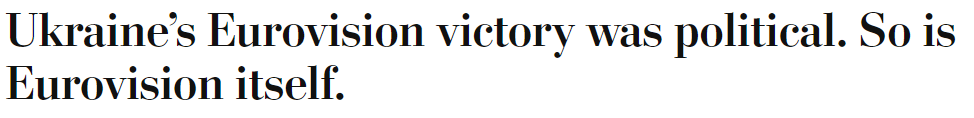 Ukraine’s Eurovision victory was political. So is
Eurovision itself.